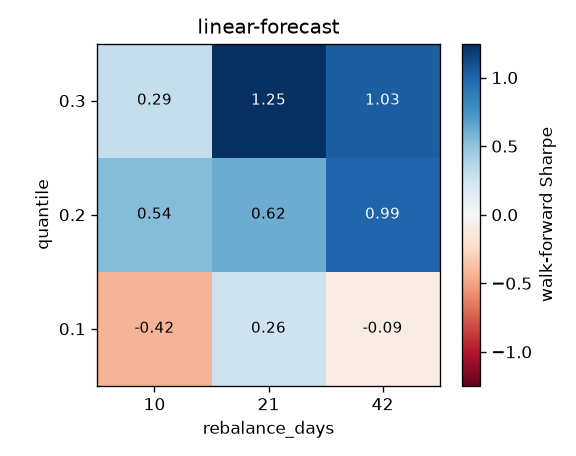 linear-forecast
quantile
0.3
0.29 1.25 1.03
0.2
0.54 0.62 0.99
0.1
-0.42 0.26 -0.09
10 21 42
rebalance_days
1.0
0.5
0.0
−0.5
−1.0
walk-forward Sharpe